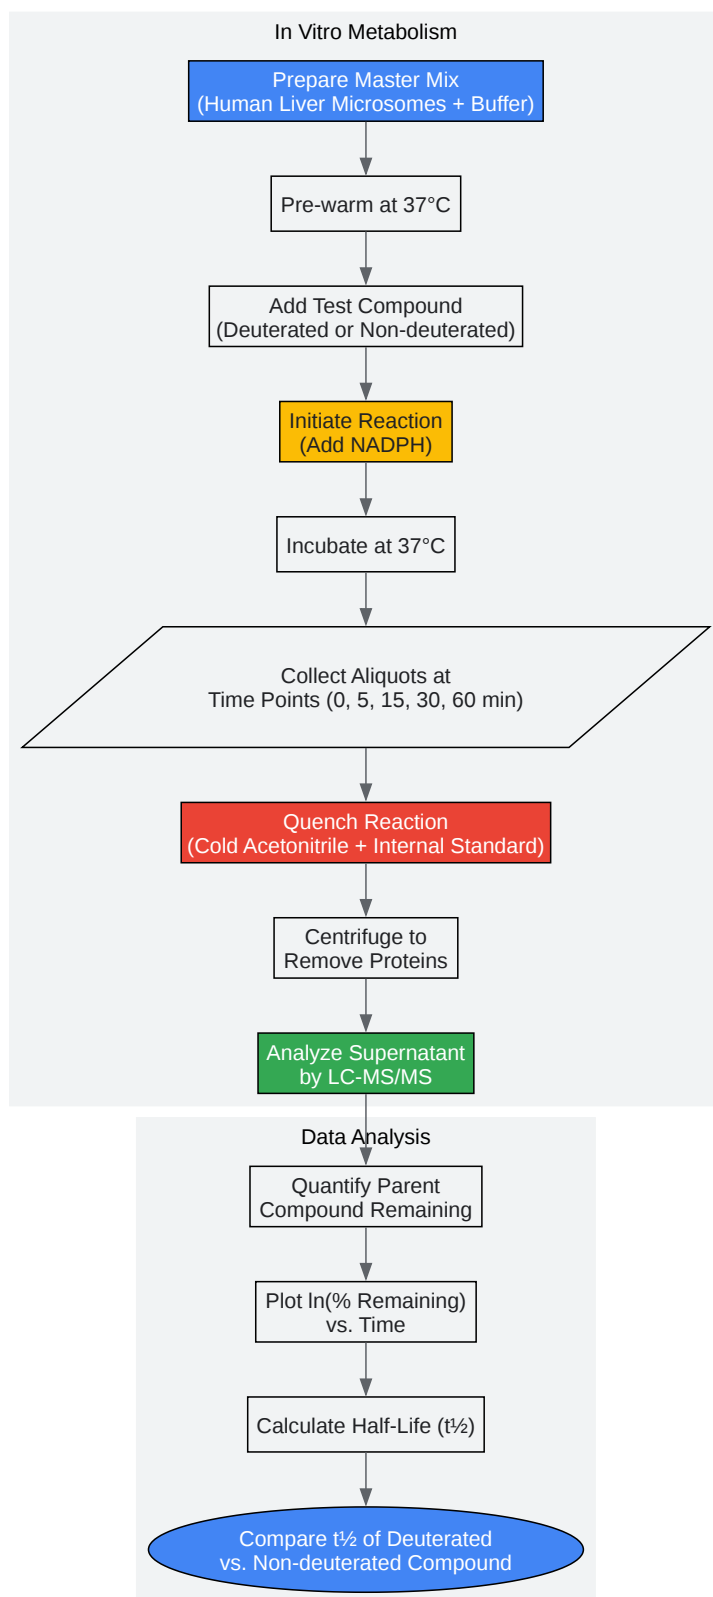 In Vitro Metabolism
Prepare Master Mix
(Human Liver Microsomes + Buffer)
Pre-warm at 37°C
Add Test Compound
(Deuterated or Non-deuterated)
Initiate Reaction
(Add NADPH)
Incubate at 37°C
Collect Aliquots at
Time Points (0, 5, 15, 30, 60 min)
Quench Reaction
(Cold Acetonitrile + Internal Standard)
Centrifuge to
Remove Proteins
Analyze Supernatant
by LC-MS/MS
Data Analysis
Quantify Parent
Compound Remaining
Plot ln(% Remaining)
vs. Time
Calculate Half-Life (t½)
Compare t½ of Deuterated
vs. Non-deuterated Compound